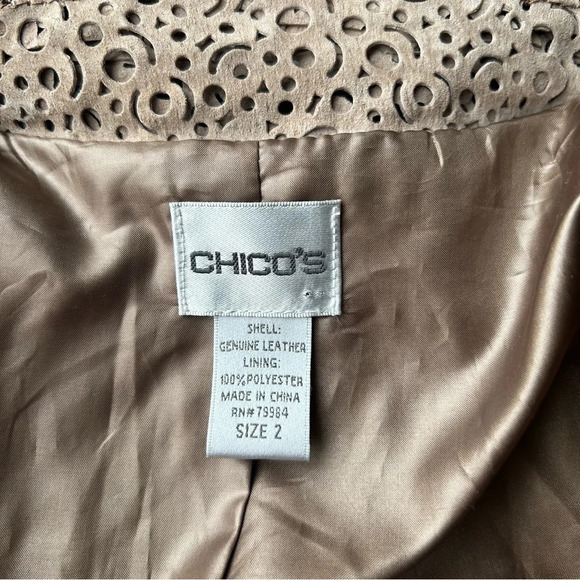 CHICO'S
SHELL:
GENUINE LEATHER
LINING:
100%POLYESTER
MADE IN CHINA
RN#79984
SIZE 2